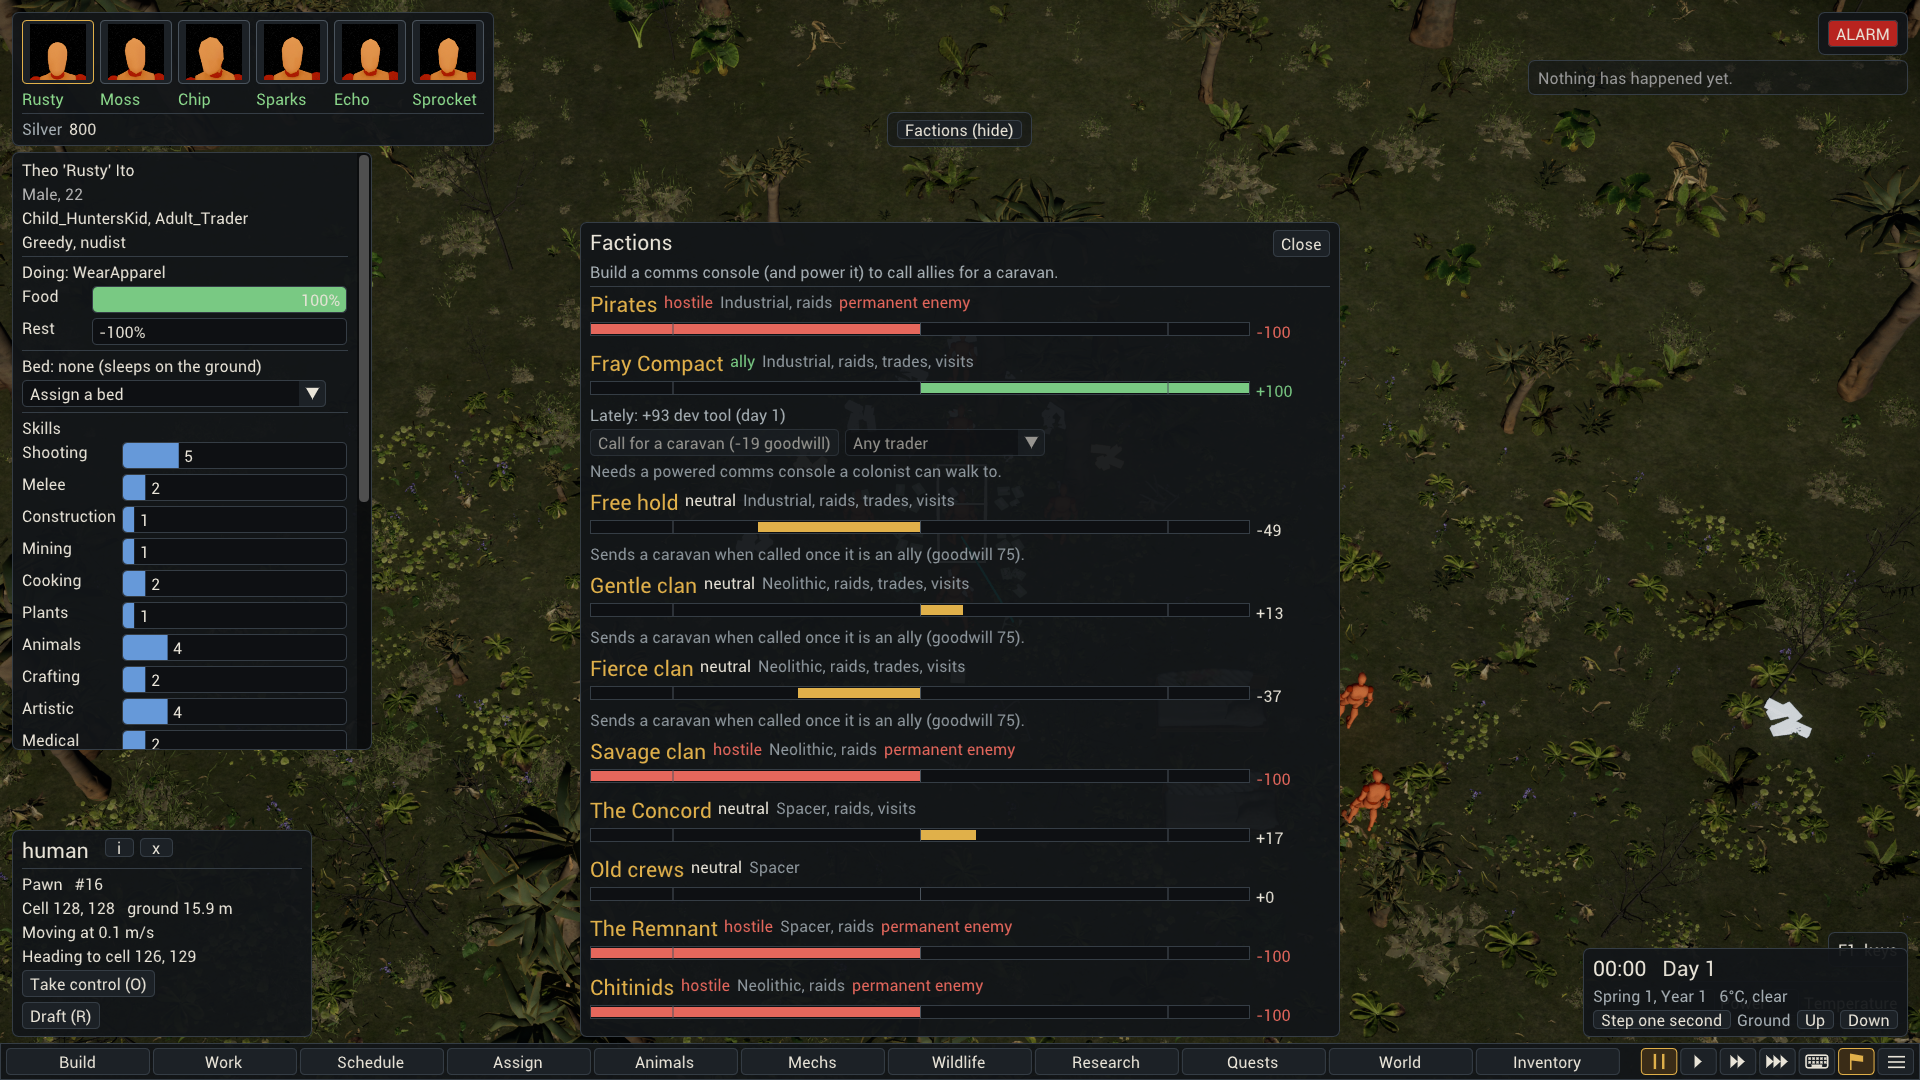 Rusty Moss Chip Sparks Echo Sprocket
Silver 800
ALARM
Nothing has happened yet.
Factions (hide)
Theo 'Rusty' Ito
Male, 22
Child_HuntersKid, Adult_Trader
Greedy, nudist
Doing: WearApparel
Food 100%
Rest -100%
Bed: none (sleeps on the ground)
Assign a bed
Skills
Shooting 5
Melee 2
Construction 1
Mining 1
Cooking 2
Plants 1
Animals 4
Crafting 2
Artistic 4
Medical 2
Factions
Close
Build a comms console (and power it) to call allies for a caravan.
Pirates hostile Industrial, raids permanent enemy
-100
Fray Compact ally Industrial, raids, trades, visits
+100
Lately: +93 dev tool (day 1)
Call for a caravan (-19 goodwill) Any trader
Needs a powered comms console a colonist can walk to.
Free hold neutral Industrial, raids, trades, visits
-49
Sends a caravan when called once it is an ally (goodwill 75).
Gentle clan neutral Neolithic, raids, trades, visits
+13
Sends a caravan when called once it is an ally (goodwill 75).
Fierce clan neutral Neolithic, raids, trades, visits
-37
Sends a caravan when called once it is an ally (goodwill 75).
Savage clan hostile Neolithic, raids permanent enemy
-100
The Concord neutral Spacer, raids, visits
+17
Old crews neutral Spacer
+0
The Remnant hostile Spacer, raids permanent enemy
-100
Chitinids hostile Neolithic, raids permanent enemy
-100
human i x
Pawn #16
Cell 128, 128 ground 15.9 m
Moving at 0.1 m/s
Heading to cell 126, 129
Take control (O)
Draft (R)
F1 keys
00:00 Day 1
Spring 1, Year 1 6°C, clear
Temperature
Step one second Ground Up Down
Build Work Schedule Assign Animals Mechs Wildlife Research Quests World Inventory